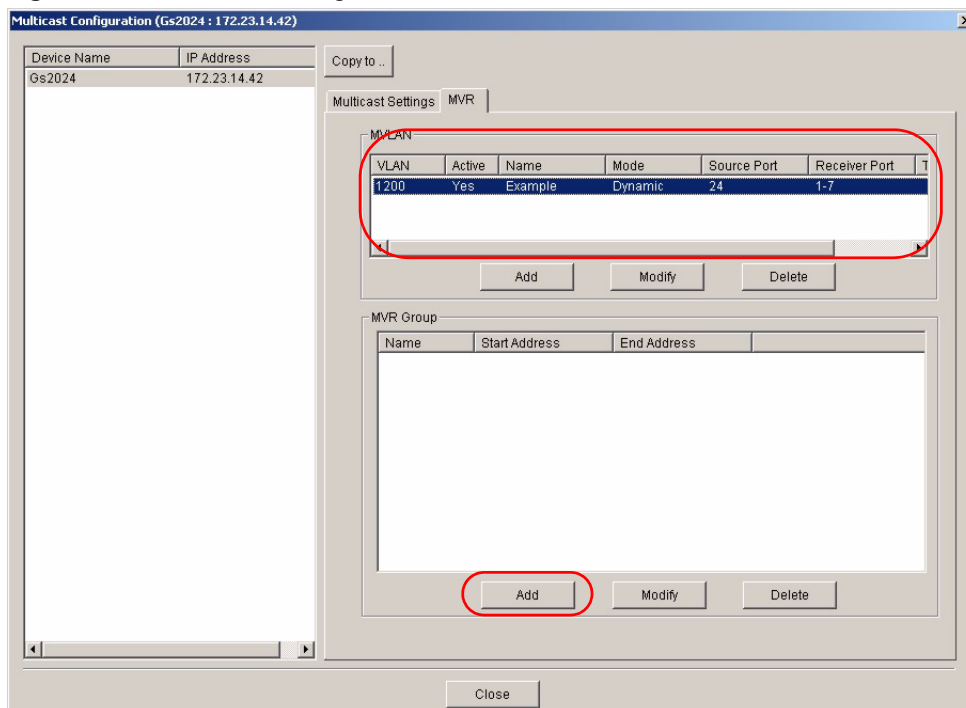 Multicast Configuration (Gs2024 : 172.23.14.42)
Device Name IP Address
Gs2024 172.23.14.42
Copy to ..
Multicast Settings MVR
MVLAN
VLAN Active Name Mode Source Port Receiver Port
1200 Yes Example Dynamic 24 1-7
Add Modify Delete
MVR Group
Name Start Address End Address
Add Modify Delete
Close